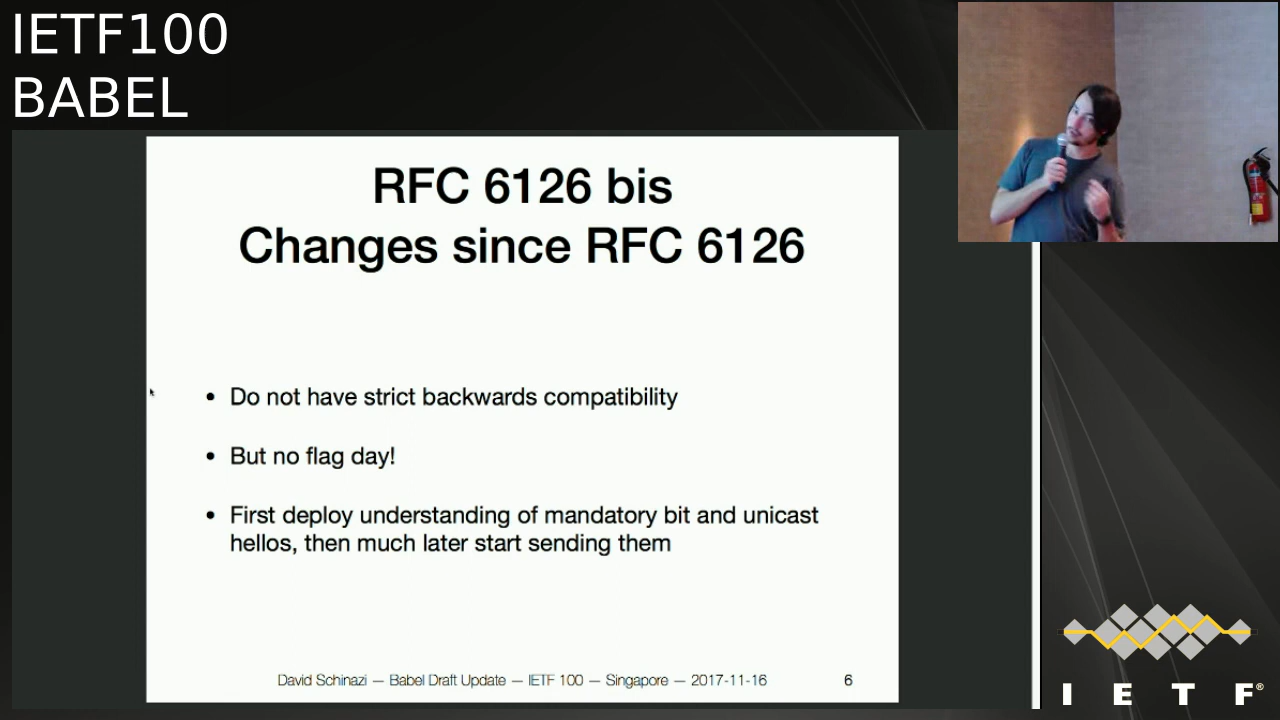 IETF100
BABEL
RFC 6126 bis
Changes since RFC 6126
• Do not have strict backwards compatibility
• But no flag day!
• First deploy understanding of mandatory bit and unicast
hellos, then much later start sending them
David Schinazi — Babel Draft Update — IETF 100 — Singapore — 2017-11-16 6
I E T F®